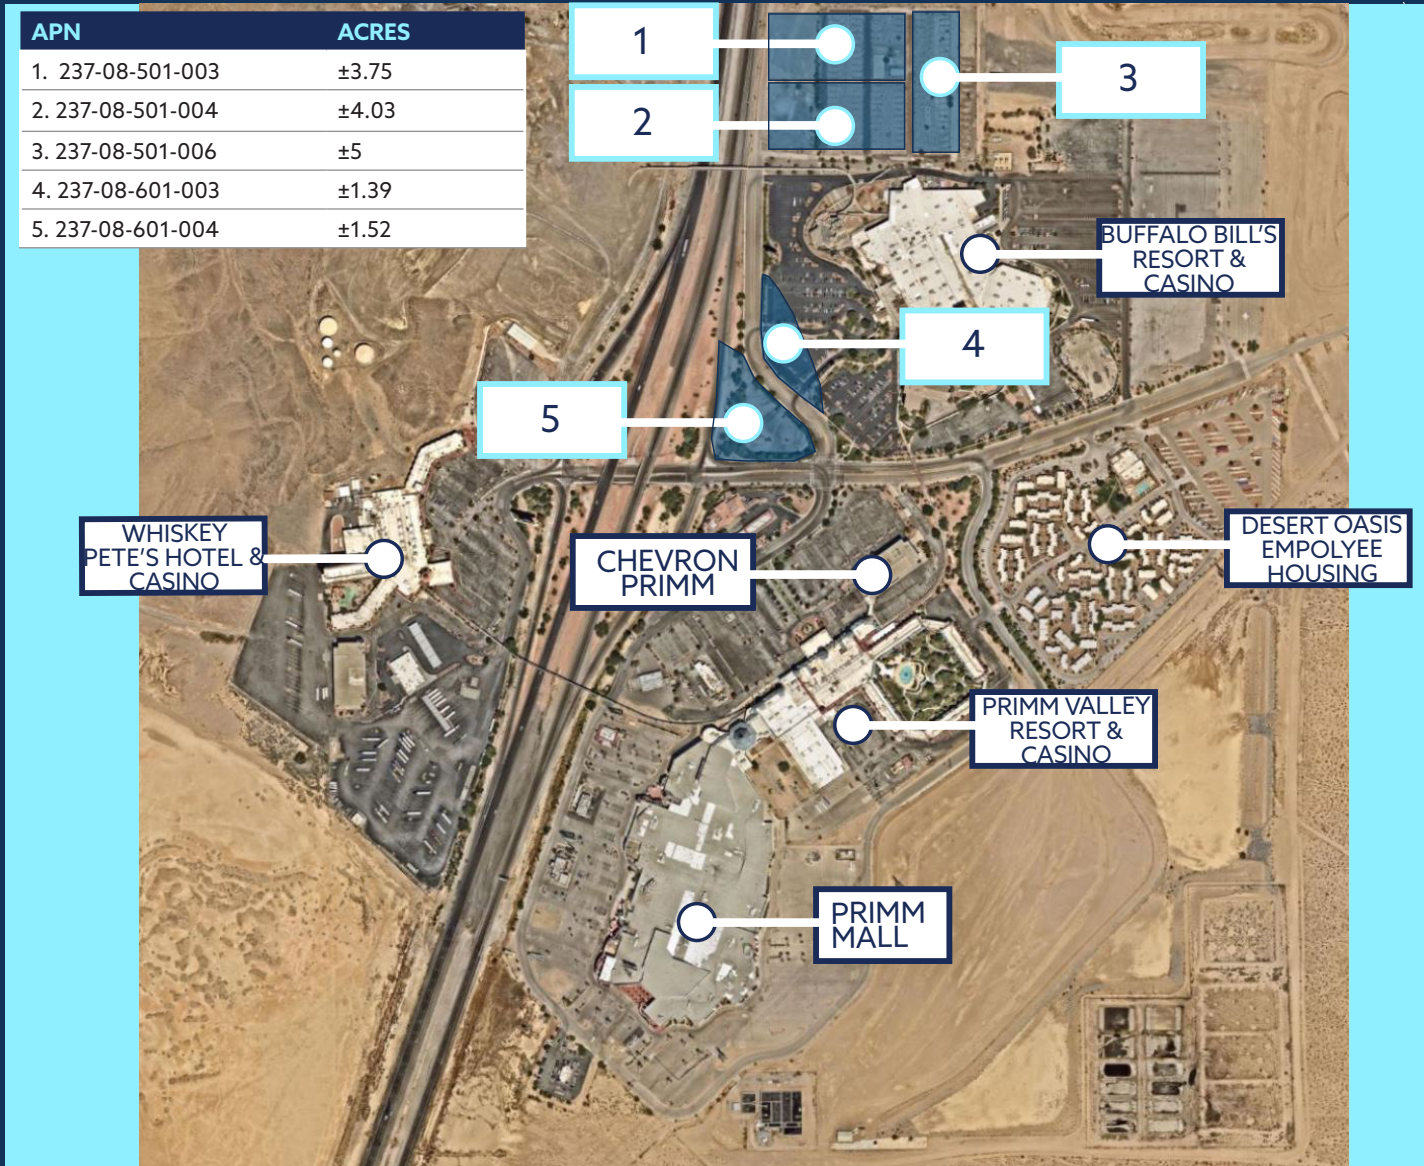 APN ACRES
1. 237-08-501-003 ±3.75
2. 237-08-501-004 ±4.03
3. 237-08-501-006 ±5
4. 237-08-601-003 ±1.39
5. 237-08-601-004 ±1.52
1
2
3
BUFFALO BILL'S
RESORT &
CASINO
4
5
WHISKEY
PETE'S HOTEL &
CASINO
CHEVRON
PRIMM
DESERT OASIS
EMPOLYEE
HOUSING
PRIMM VALLEY
RESORT &
CASINO
PRIMM
MALL